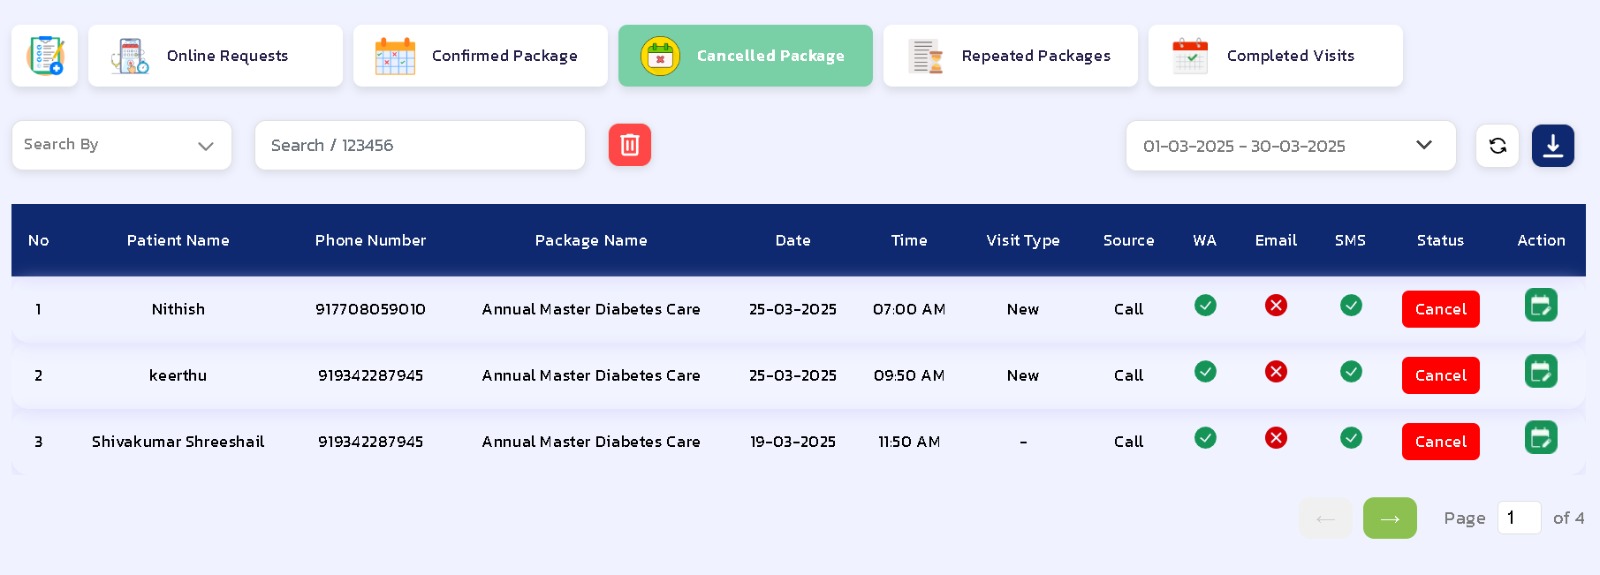 Online Requests Confirmed Package Cancelled Package Repeated Packages Completed Visits
Search By Search / 123456 01-03-2025 - 30-03-2025
No Patient Name Phone Number Package Name Date Time Visit Type Source WA Email SMS Status Action
1 Nithish 917708059010 Annual Master Diabetes Care 25-03-2025 07:00 AM New Call Cancel
2 keerthu 919342287945 Annual Master Diabetes Care 25-03-2025 09:50 AM New Call Cancel
3 Shivakumar Shreeshail 919342287945 Annual Master Diabetes Care 19-03-2025 11:50 AM - Call Cancel
← → Page 1 of 4